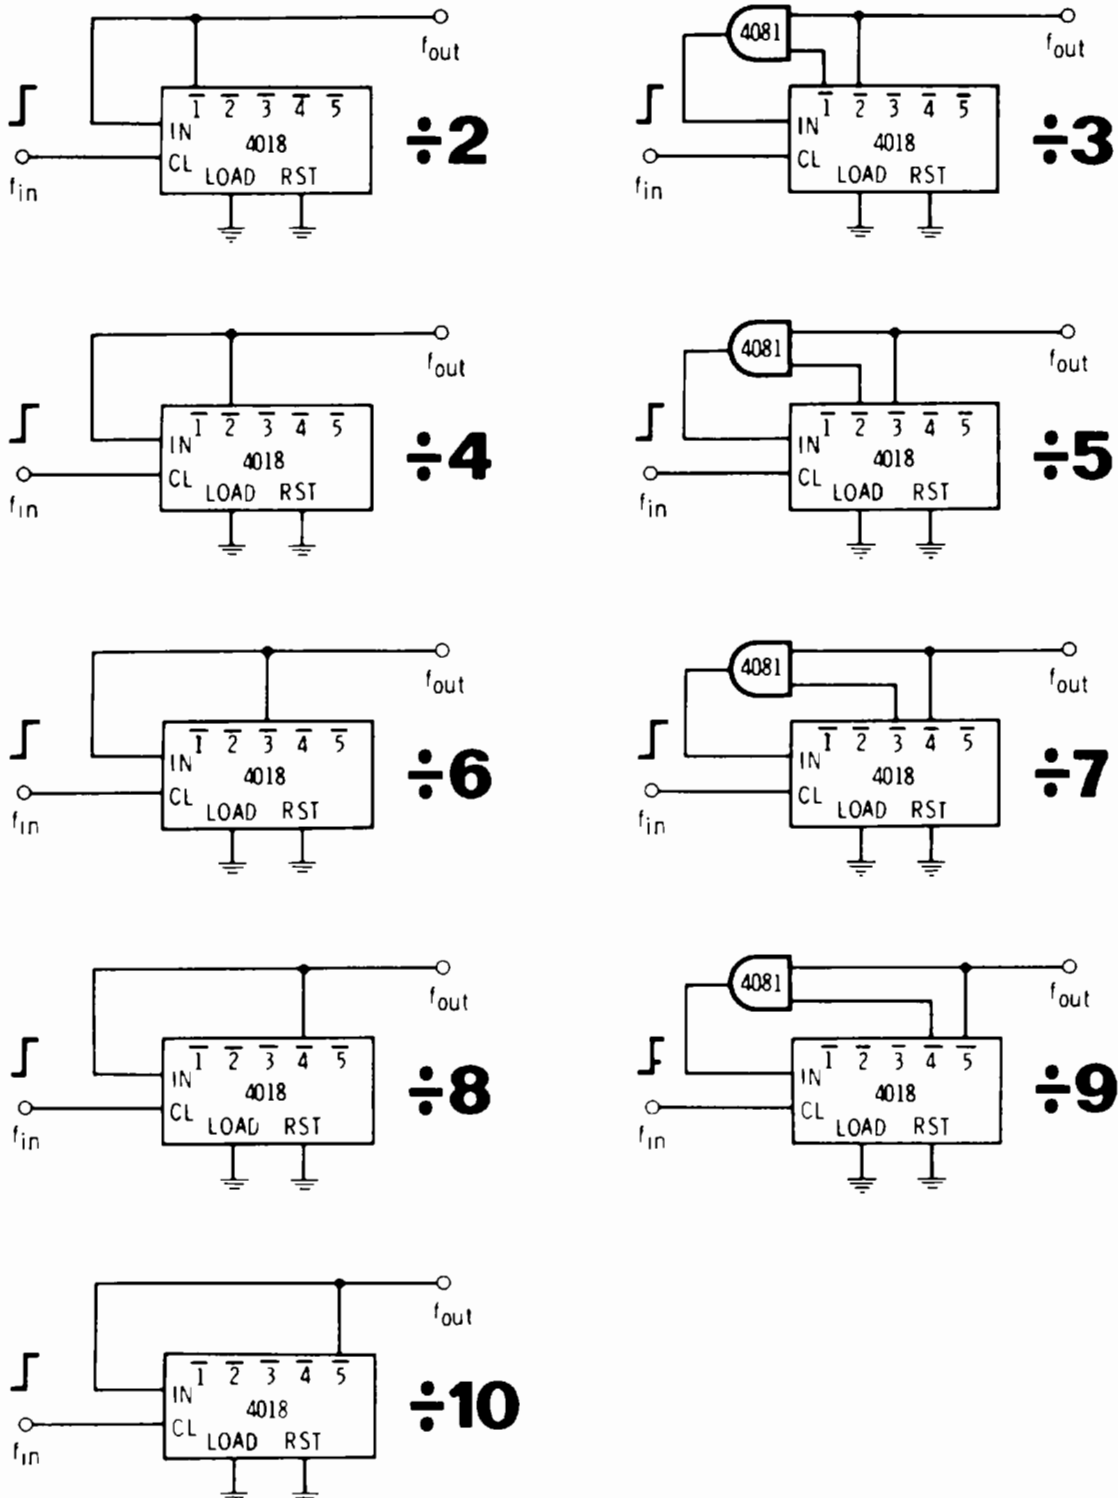 fout
1̅ 2̅ 3̅ 4̅ 5̅
IN
4018
CL
LOAD RST
fin
÷2
4081
fout
1̅ 2̅ 3̅ 4̅ 5̅
IN
4018
CL
LOAD RST
fin
÷3
fout
1̅ 2̅ 3̅ 4̅ 5̅
IN
4018
CL
LOAD RST
fin
÷4
4081
fout
1̅ 2̅ 3̅ 4̅ 5̅
IN
4018
CL
LOAD RST
fin
÷5
fout
1̅ 2̅ 3̅ 4̅ 5̅
IN
4018
CL
LOAD RST
fin
÷6
4081
fout
1̅ 2̅ 3̅ 4̅ 5̅
IN
4018
CL
LOAD RST
fin
÷7
fout
1̅ 2̅ 3̅ 4̅ 5̅
IN
4018
CL
LOAD RST
fin
÷8
4081
fout
1̅ 2̅ 3̅ 4̅ 5̅
IN
4018
CL
LOAD RST
fin
÷9
fout
1̅ 2̅ 3̅ 4̅ 5̅
IN
4018
CL
LOAD RST
fin
÷10